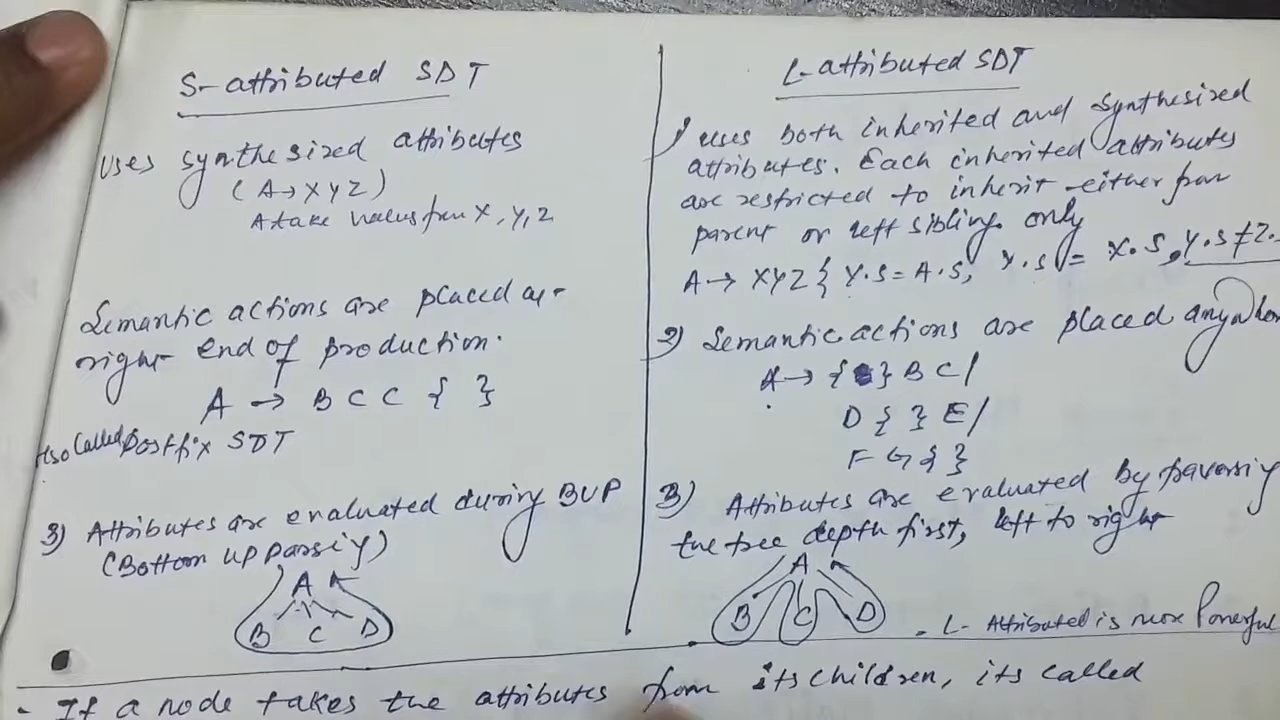 S-attributed SDT
Uses synthesized attributes
(A→XYZ)
A take values from X, Y, Z
Semantic actions are placed at
right end of production.
A → B C C { }
Also Called Postfix SDT
3) Attributes are evaluated during BUP
(Bottom up parsing)
A
B C D
L-attributed SDT
1) uses both inherited and synthesized
attributes. Each inherited attributes
are restricted to inherit either from
parent or left sibling only
A → XYZ { Y.S = A.S, Y.S = X.S, Y.S ≠ Z.
2) Semantic actions are placed anywhere
A → { } B C /
D { } E /
F G { }
3) Attributes are evaluated by traversing
the tree depth first, left to right
A
B C D
. L- Attributed is more Powerful
- If a node takes the attributes from its children, its called